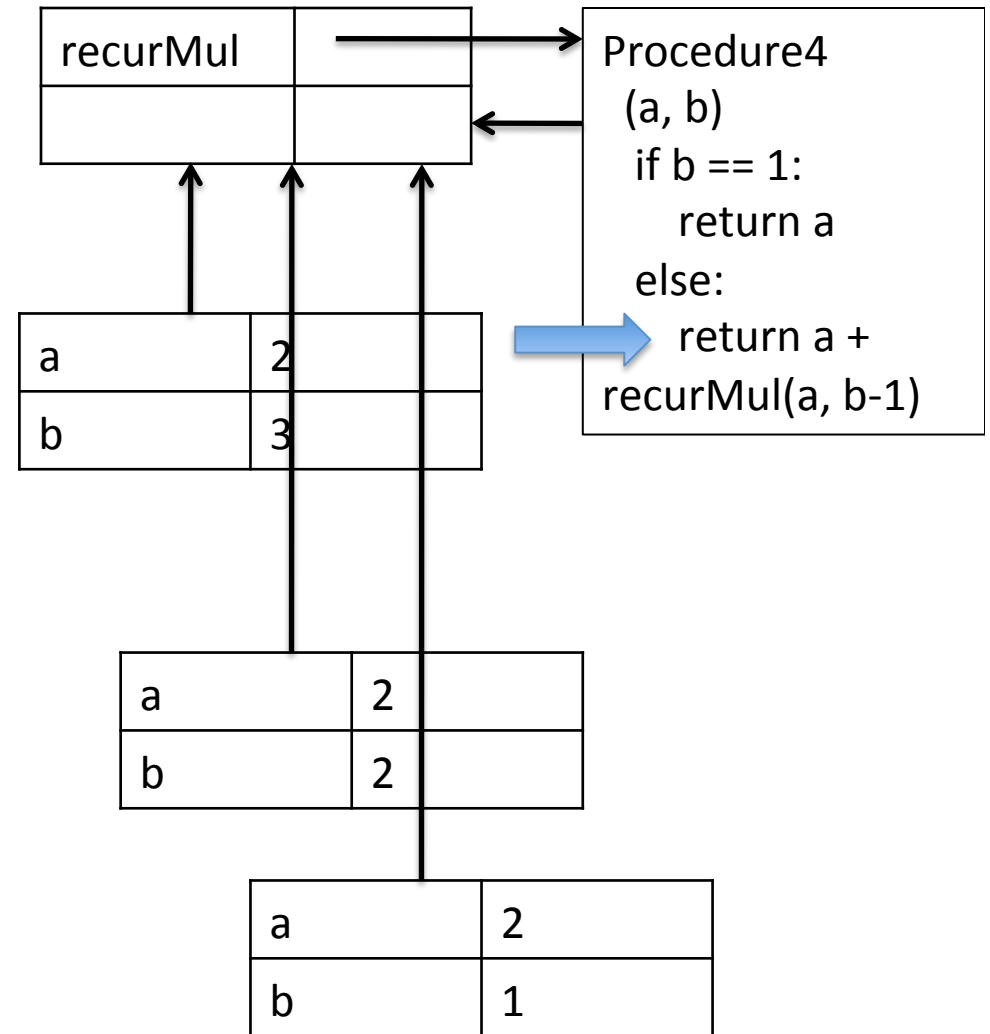 recurMul
Procedure4
(a, b)
if b == 1:
return a
else:
return a +
recurMul(a, b-1)
a 2
b 3
a 2
b 2
a 2
b 1